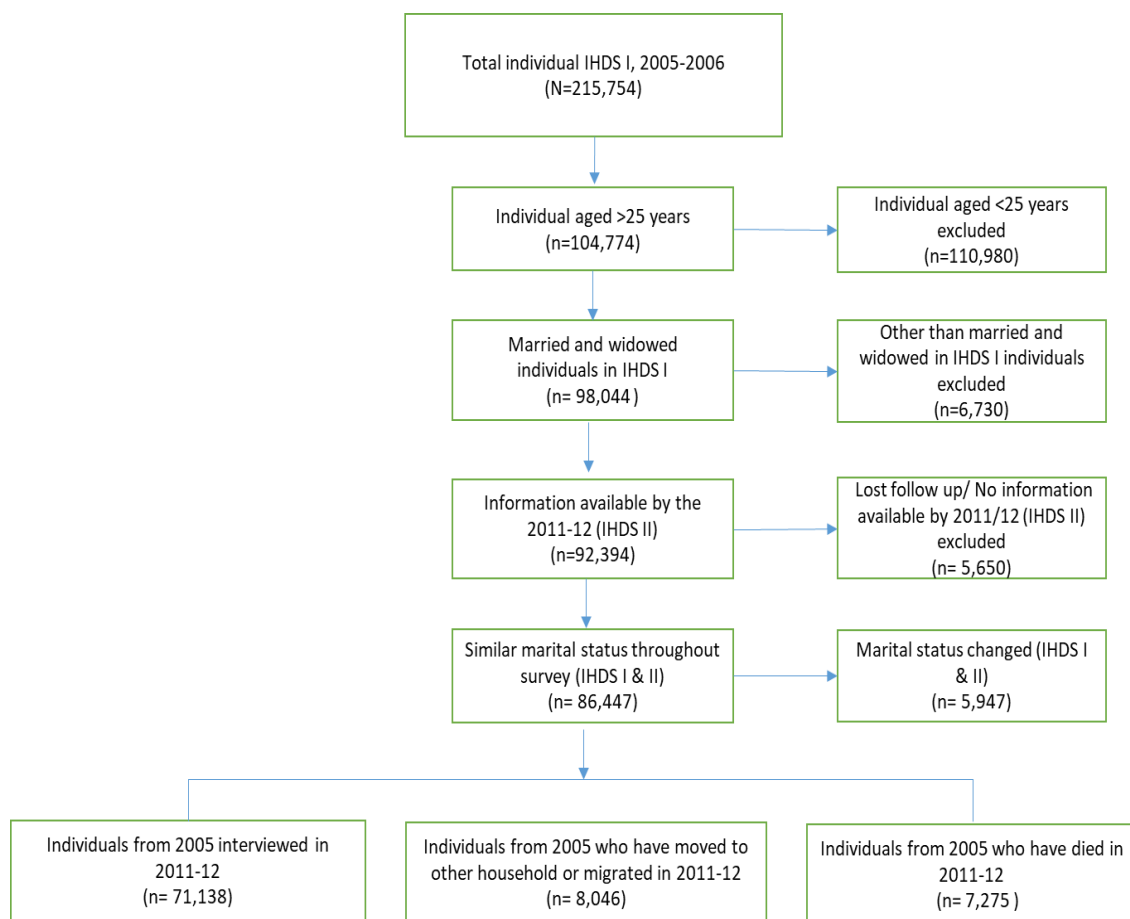 Total individual IHDS I, 2005-2006
(N=215,754)
Individual aged >25 years
(n=104,774)
Individual aged <25 years
excluded
(n=110,980)
Married and widowed
individuals in IHDS I
(n= 98,044 )
Other than married and
widowed in IHDS I individuals
excluded
(n=6,730)
Information available by the
2011-12 (IHDS II)
(n=92,394)
Lost follow up/ No information
available by 2011/12 (IHDS II)
excluded
(n= 5,650)
Similar marital status throughout
survey (IHDS I & II)
(n= 86,447)
Marital status changed (IHDS I
& II)
(n= 5,947)
Individuals from 2005 interviewed in
2011-12
(n= 71,138)
Individuals from 2005 who have moved to
other household or migrated in 2011-12
(n= 8,046)
Individuals from 2005 who have died in
2011-12
(n= 7,275 )